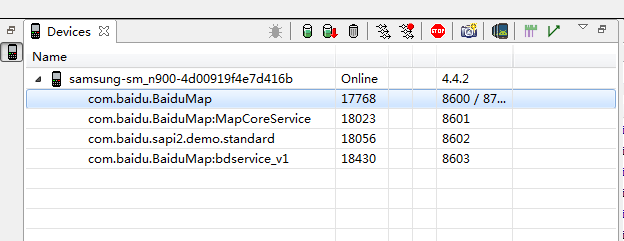 Devices
Name
samsung-sm_n900-4d00919f4e7d416b Online 4.4.2
com.baidu.BaiduMap 17768 8600 / 87...
com.baidu.BaiduMap:MapCoreService 18023 8601
com.baidu.sapi2.demo.standard 18056 8602
com.baidu.BaiduMap:bdservice_v1 18430 8603